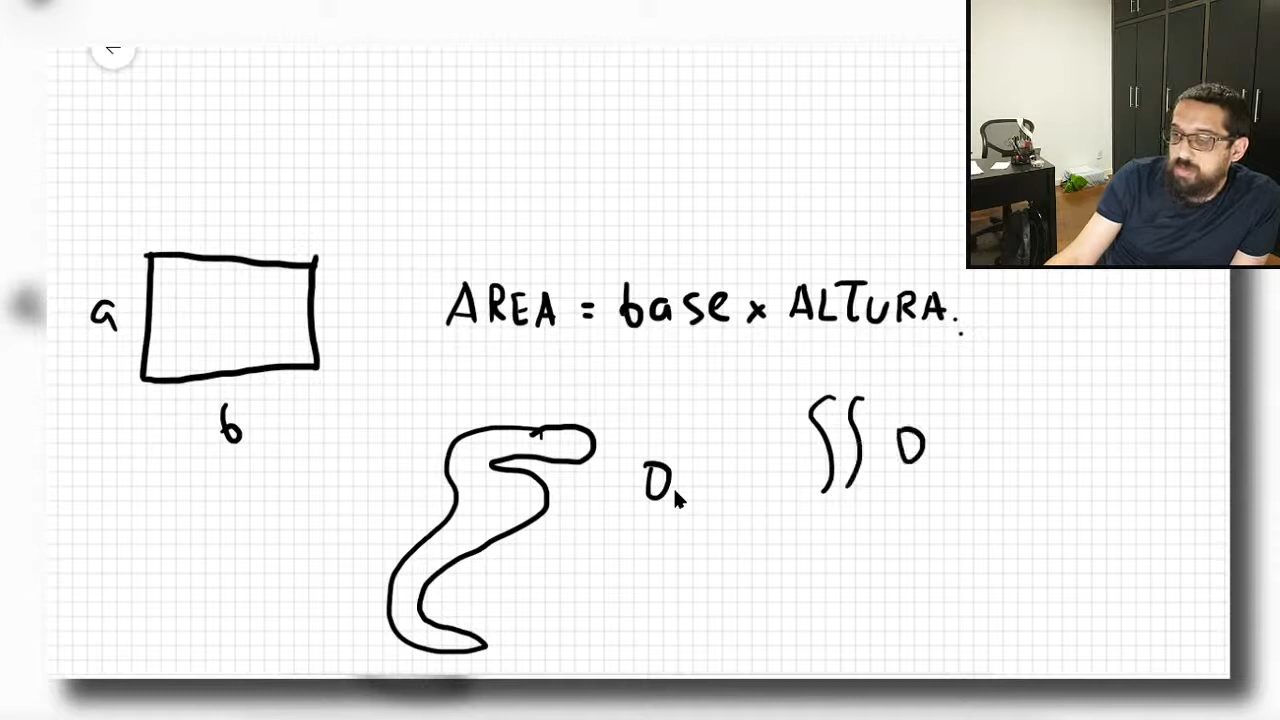 a
AREA = base x ALTURA.
b
∬ D
D